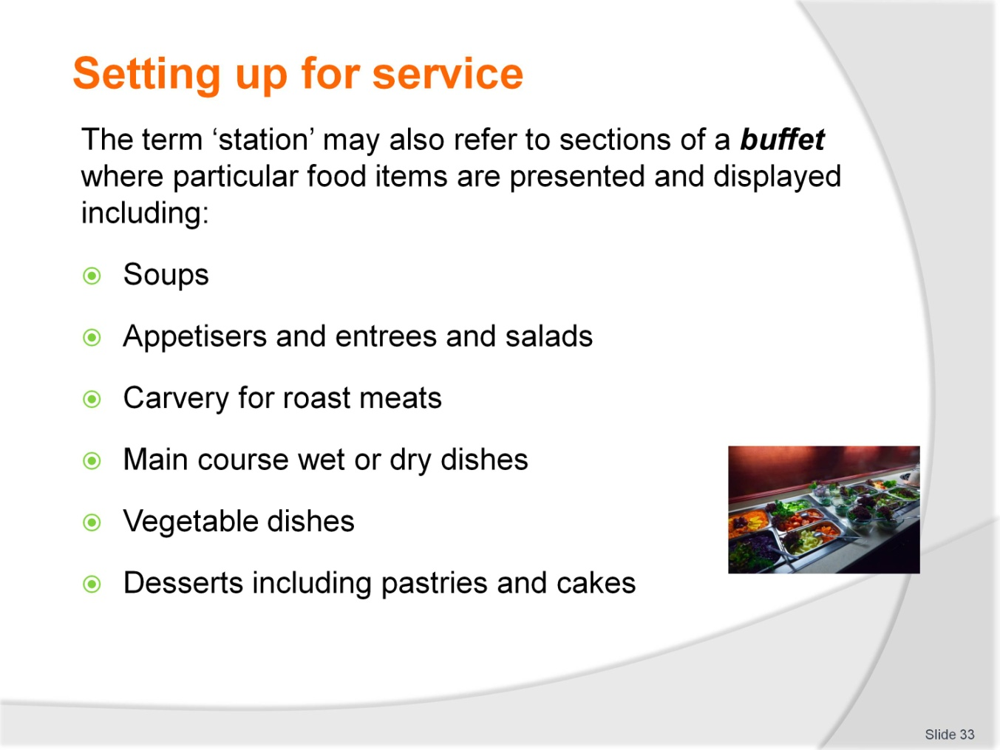 Setting up for service
The term ‘station’ may also refer to sections of a buffet
where particular food items are presented and displayed
including:
Soups
Appetisers and entrees and salads
Carvery for roast meats
Main course wet or dry dishes
Vegetable dishes
Desserts including pastries and cakes
Slide 33